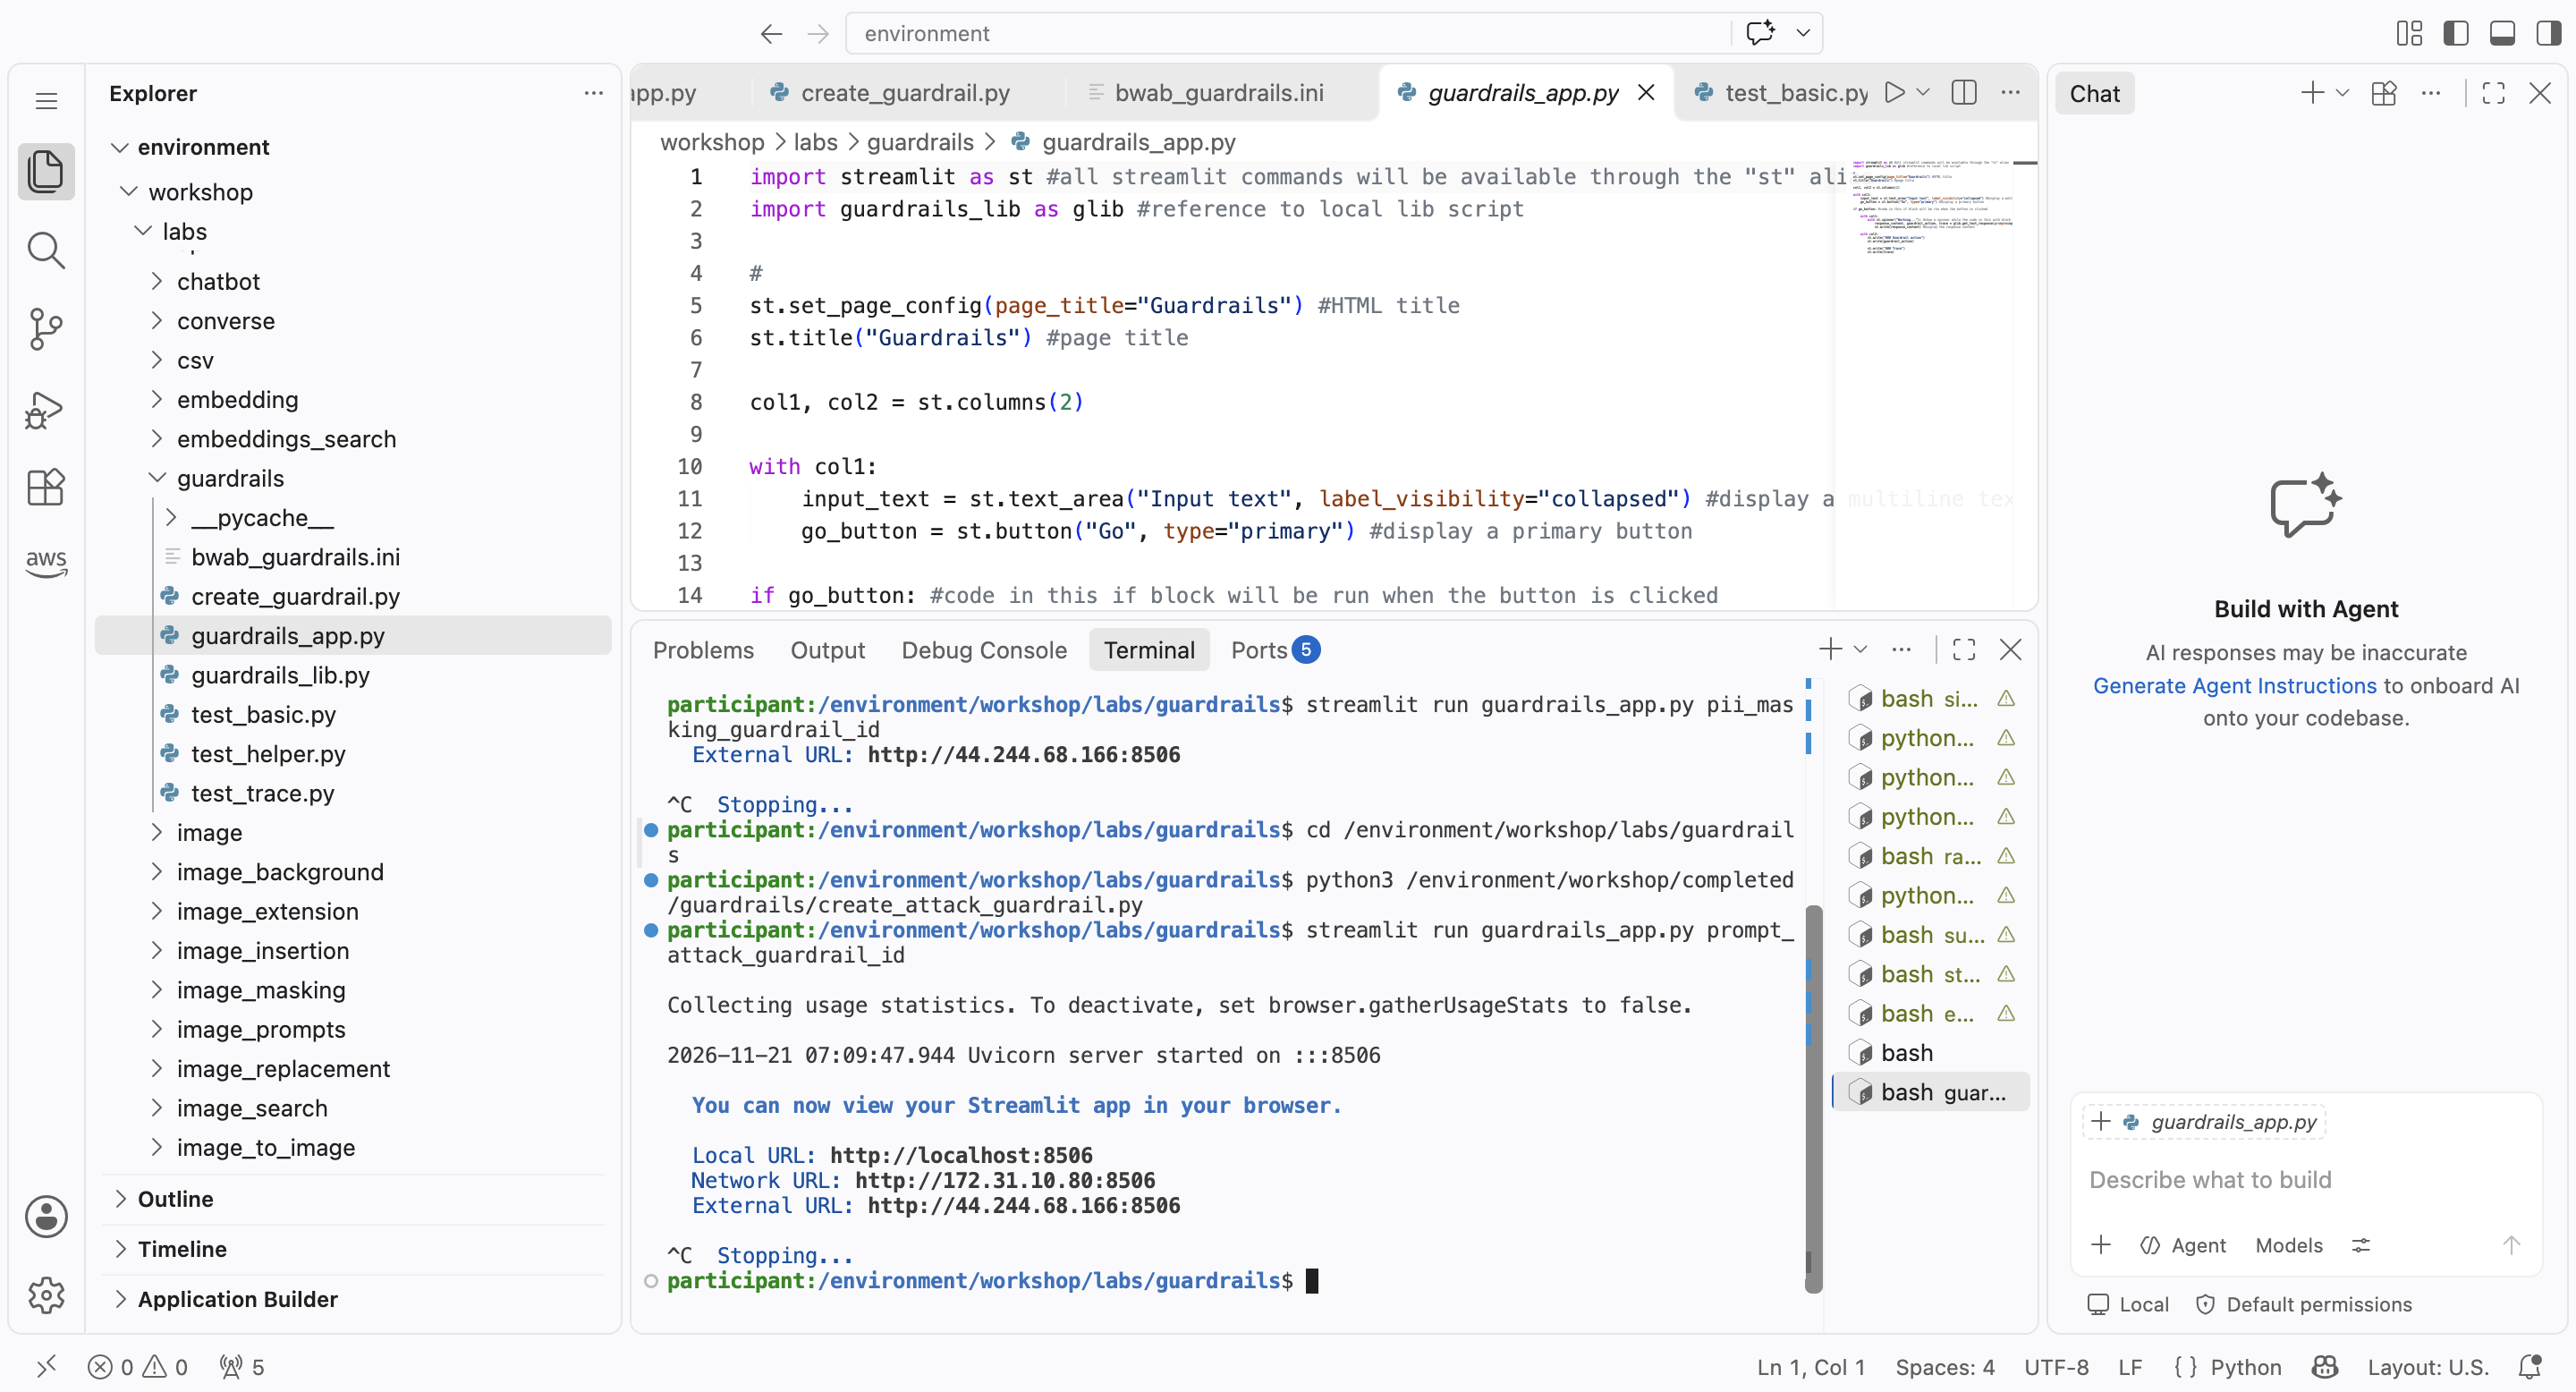 environment
Explorer
environment
workshop
labs
chatbot
converse
csv
embedding
embeddings_search
guardrails
__pycache__
bwab_guardrails.ini
create_guardrail.py
guardrails_app.py
guardrails_lib.py
test_basic.py
test_helper.py
test_trace.py
image
image_background
image_extension
image_insertion
image_masking
image_prompts
image_replacement
image_search
image_to_image
Outline
Timeline
Application Builder
aws
app.py create_guardrail.py bwab_guardrails.ini guardrails_app.py test_basic.py
workshop > labs > guardrails > guardrails_app.py
1 import streamlit as st #all streamlit commands will be available through the "st" ali
2 import guardrails_lib as glib #reference to local lib script
3
4 #
5 st.set_page_config(page_title="Guardrails") #HTML title
6 st.title("Guardrails") #page title
7
8 col1, col2 = st.columns(2)
9
10 with col1:
11 input_text = st.text_area("Input text", label_visibility="collapsed") #display a multiline tex
12 go_button = st.button("Go", type="primary") #display a primary button
13
14 if go_button: #code in this if block will be run when the button is clicked
Problems Output Debug Console Terminal Ports 5
participant:/environment/workshop/labs/guardrails$ streamlit run guardrails_app.py pii_mas
king_guardrail_id
External URL: http://44.244.68.166:8506
^C Stopping...
participant:/environment/workshop/labs/guardrails$ cd /environment/workshop/labs/guardrail
s
participant:/environment/workshop/labs/guardrails$ python3 /environment/workshop/completed
/guardrails/create_attack_guardrail.py
participant:/environment/workshop/labs/guardrails$ streamlit run guardrails_app.py prompt_
attack_guardrail_id
Collecting usage statistics. To deactivate, set browser.gatherUsageStats to false.
2026-11-21 07:09:47.944 Uvicorn server started on :::8506
You can now view your Streamlit app in your browser.
Local URL: http://localhost:8506
Network URL: http://172.31.10.80:8506
External URL: http://44.244.68.166:8506
^C Stopping...
participant:/environment/workshop/labs/guardrails$
bash si...
python...
python...
python...
bash ra...
python...
bash su...
bash st...
bash e...
bash
bash guar...
Chat
Build with Agent
AI responses may be inaccurate
Generate Agent Instructions to onboard AI
onto your codebase.
guardrails_app.py
Describe what to build
Agent Models
Local Default permissions
0 0 5
Ln 1, Col 1 Spaces: 4 UTF-8 LF {} Python Layout: U.S.